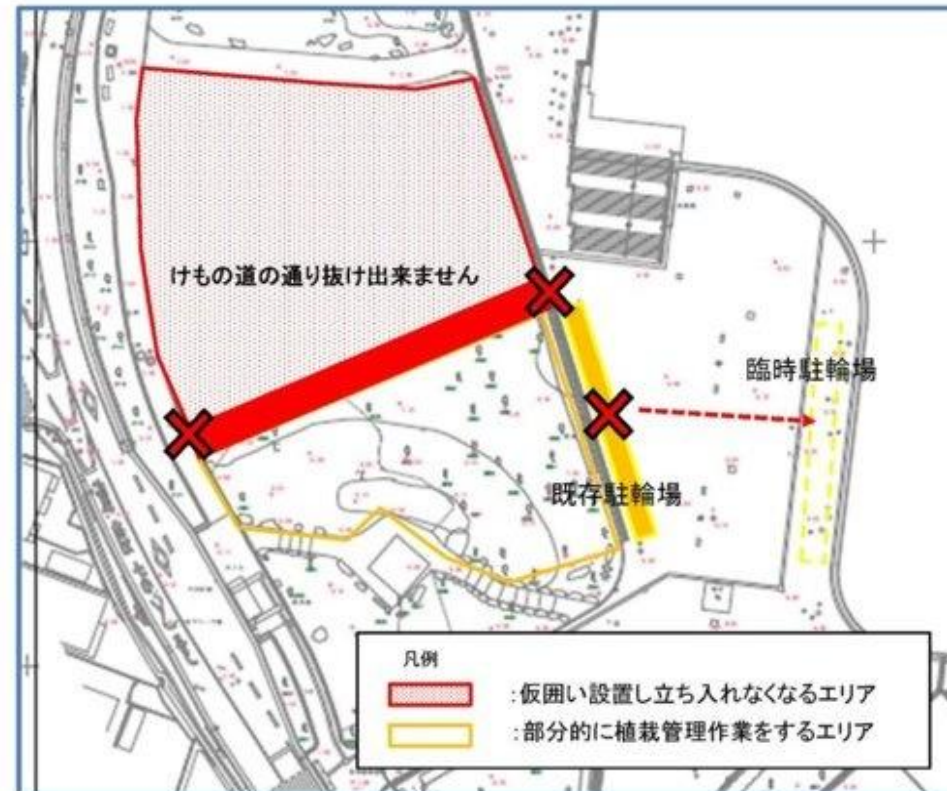 けもの道の通り抜け出来ません
臨時駐輪場
既存駐輪場
凡例
:仮囲い設置し立ち入れなくなるエリア
:部分的に植栽管理作業をするエリア